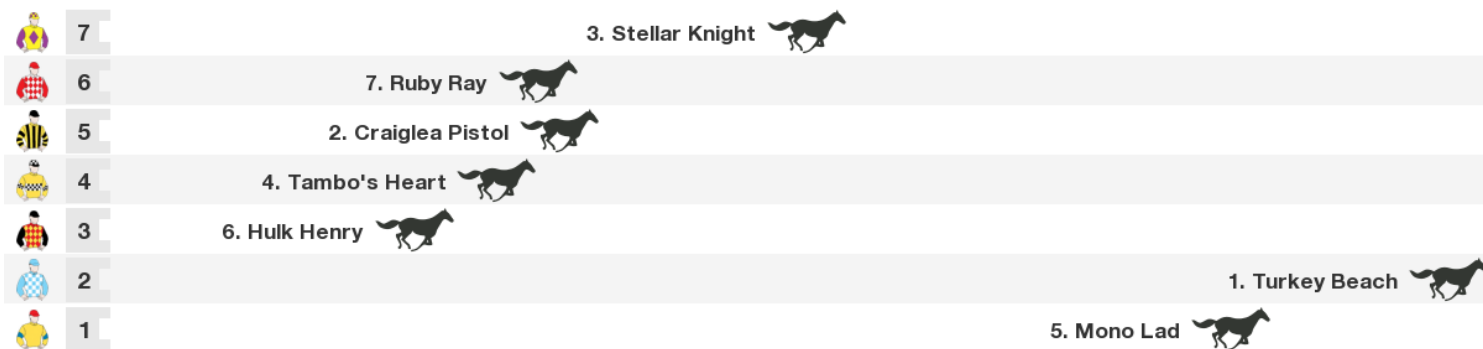 7 3. Stellar Knight
6 7. Ruby Ray
5 2. Craiglea Pistol
4 4. Tambo's Heart
3 6. Hulk Henry
2 1. Turkey Beach
1 5. Mono Lad